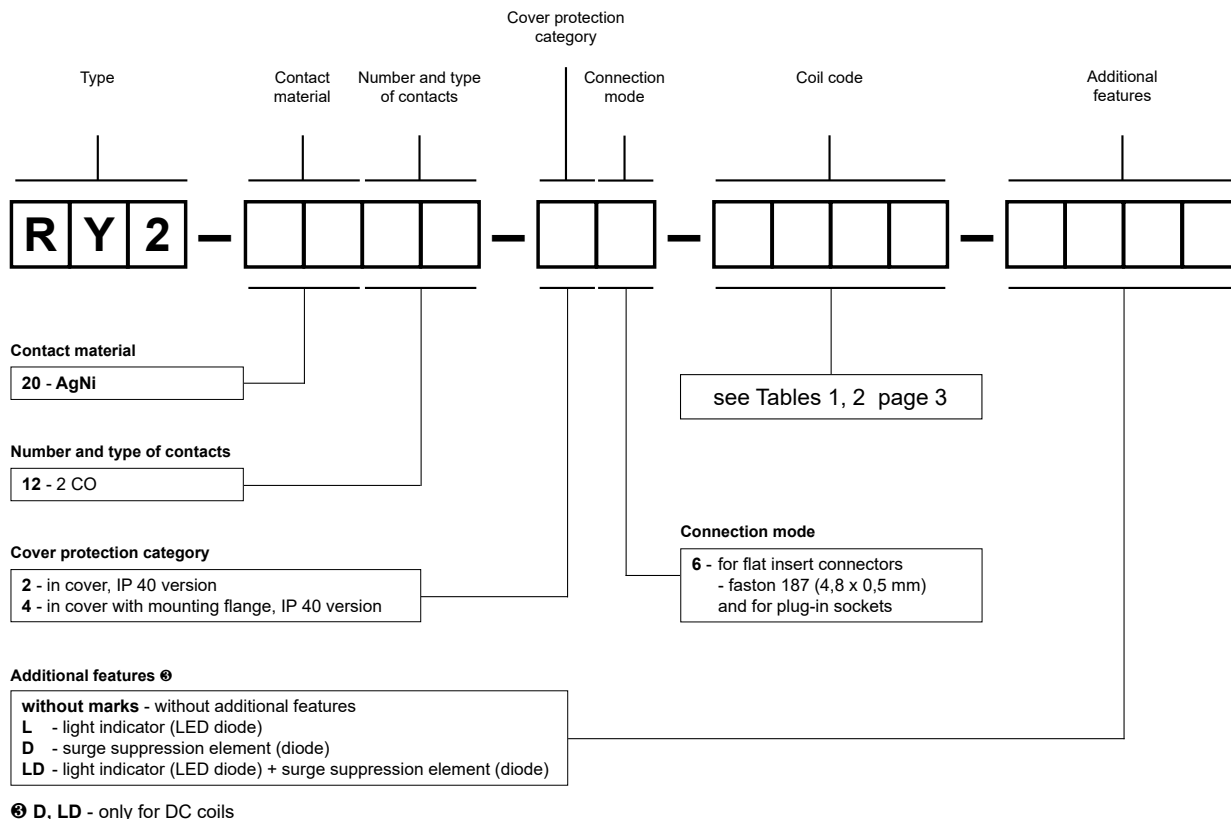 Cover protection
category
Type
Contact
material
Number and type
of contacts
Connection
mode
Coil code
Additional
features
R Y 2 – – – –
Contact material
20 - AgNi
see Tables 1, 2 page 3
Number and type of contacts
12 - 2 CO
Cover protection category
2 - in cover, IP 40 version
4 - in cover with mounting flange, IP 40 version
Connection mode
6 - for flat insert connectors
- faston 187 (4,8 x 0,5 mm)
and for plug-in sockets
Additional features ❸
without marks - without additional features
L - light indicator (LED diode)
D - surge suppression element (diode)
LD - light indicator (LED diode) + surge suppression element (diode)
❸ D, LD - only for DC coils